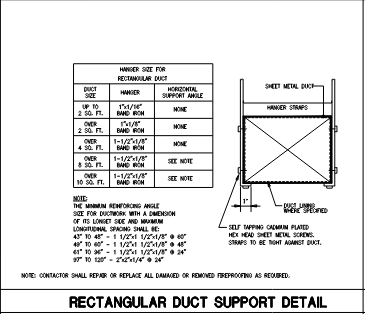 HANGER SIZE FOR
RECTANGULAR DUCT
DUCT SIZE HANGER HORIZONTAL SUPPORT ANGLE
UP TO 2 SQ. FT. 1"x1/16" BAND IRON NONE
OVER 2 SQ. FT. 1"x1/8" BAND IRON NONE
OVER 4 SQ. FT. 1-1/2"x1/8" BAND IRON NONE
OVER 8 SQ. FT. 1-1/2"x1/8" BAND IRON SEE NOTE
OVER 10 SQ. FT. 1-1/2"x1/8" BAND IRON SEE NOTE
SHEET METAL DUCT
HANGER STRAPS
DUCT LINING
WHERE SPECIFIED
1"
SELF TAPPING CADMIUM PLATED
HEX HEAD SHEET METAL SCREWS.
STRAPS TO BE TIGHT AGAINST DUCT.
NOTE:
THE MINIMUM REINFORCING ANGLE
SIZE FOR DUCTWORK WITH A DIMENSION
OF ITS LONGET SIDE AND MAXIMUM
LONGITUDINAL SPACING SHALL BE:
43" TO 48" - 1 1/2"x1 1/2"x1/8" @ 60"
49" TO 60" - 1 1/2"x1 1/2"x1/8" @ 48"
61" TO 96" - 1 1/2"x1 1/2"x1/8" @ 24"
97" TO 120" - 2"x2"x1/4" @ 24"
NOTE: CONTACTOR SHALL REPAIR OR REPLACE ALL DAMAGED OR REMOVED FIREPROOFING AS REQUIRED.
RECTANGULAR DUCT SUPPORT DETAIL